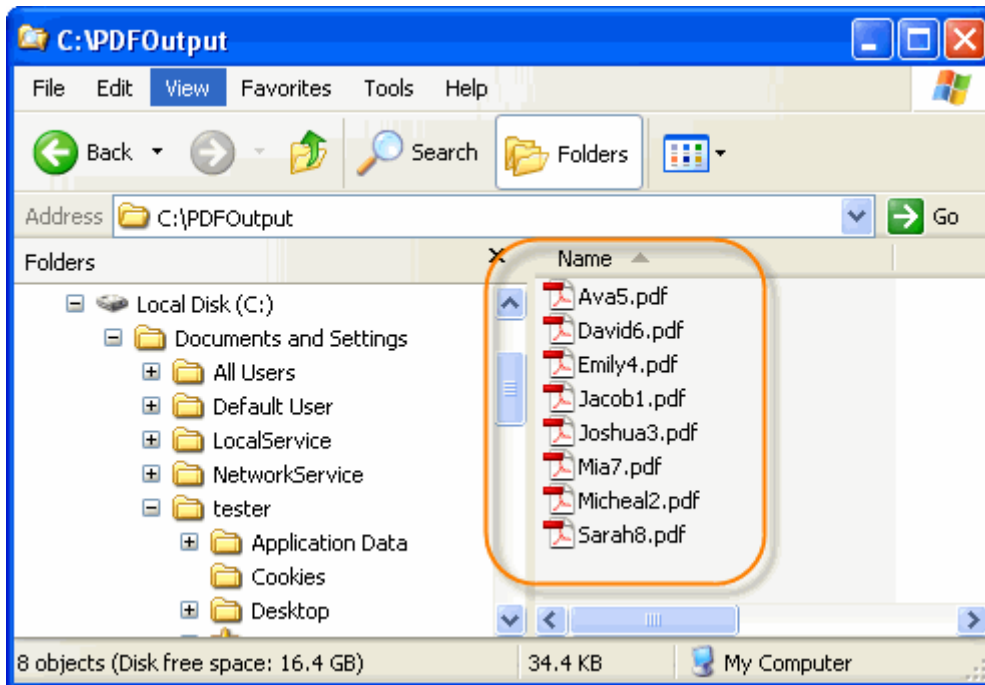 C:\PDFOutput
File Edit View Favorites Tools Help
Back Search Folders
Address C:\PDFOutput Go
Folders
Name
Local Disk (C:)
Documents and Settings
All Users
Default User
LocalService
NetworkService
tester
Application Data
Cookies
Desktop
Ava5.pdf
David6.pdf
Emily4.pdf
Jacob1.pdf
Joshua3.pdf
Mia7.pdf
Micheal2.pdf
Sarah8.pdf
8 objects (Disk free space: 16.4 GB) 34.4 KB My Computer